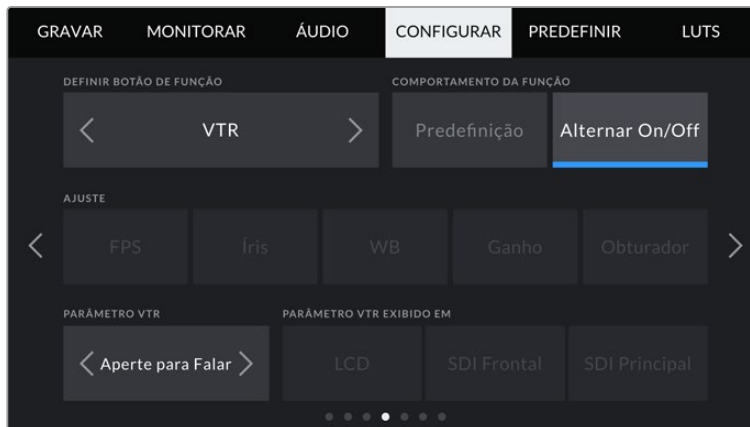 GRAVAR MONITORAR ÁUDIO CONFIGURAR PREDEFINIR LUTS
DEFINIR BOTÃO DE FUNÇÃO COMPORTAMENTO DA FUNÇÃO
VTR Predefinição Alternar On/Off
AJUSTE
FPS Íris WB Ganho Obturador
PARÂMETRO VTR PARÂMETRO VTR EXIBIDO EM
Aperte para Falar LCD SDI Frontal SDI Principal